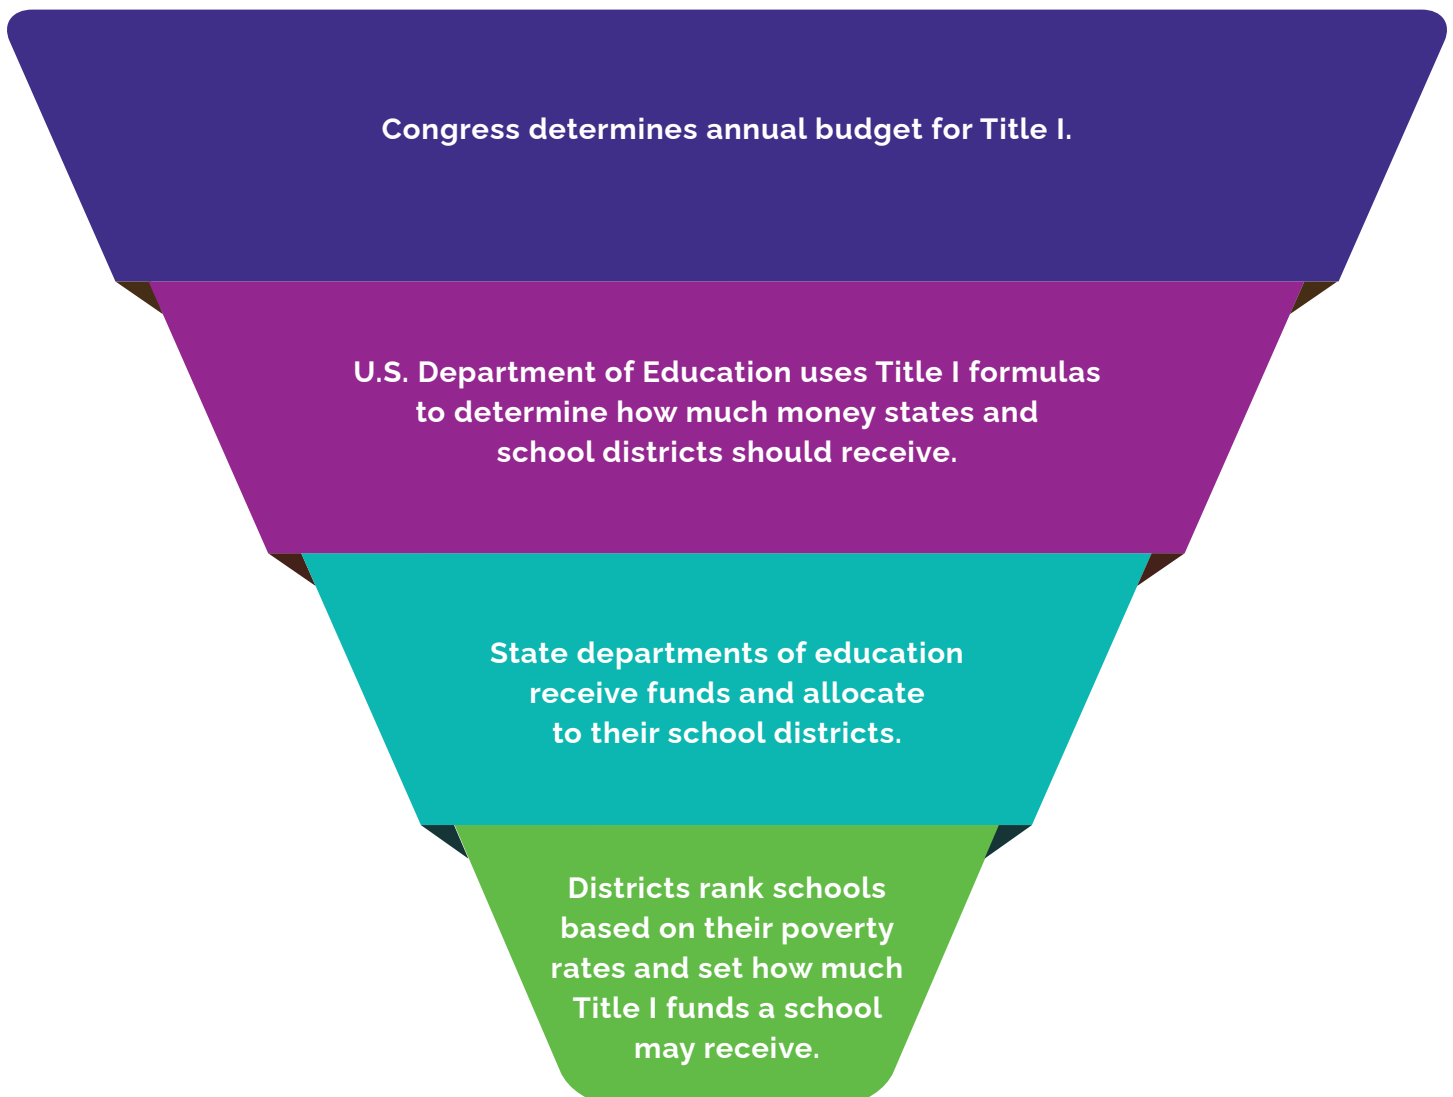 Congress determines annual budget for Title I.
U.S. Department of Education uses Title I formulas
to determine how much money states and
school districts should receive.
State departments of education
receive funds and allocate
to their school districts.
Districts rank schools
based on their poverty
rates and set how much
Title I funds a school
may receive.